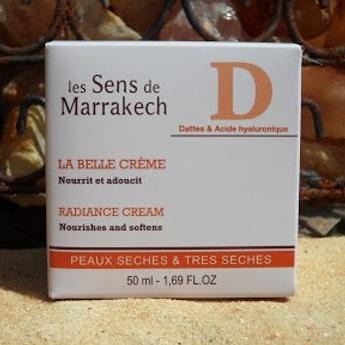 les Sens de
Marrakech
D
Dattes & Acide hyaluronique
LA BELLE CRÈME
Nourrit et adoucit
RADIANCE CREAM
Nourishes and softens
PEAUX SECHES & TRES SECHES
50 ml - 1,69 FL.OZ